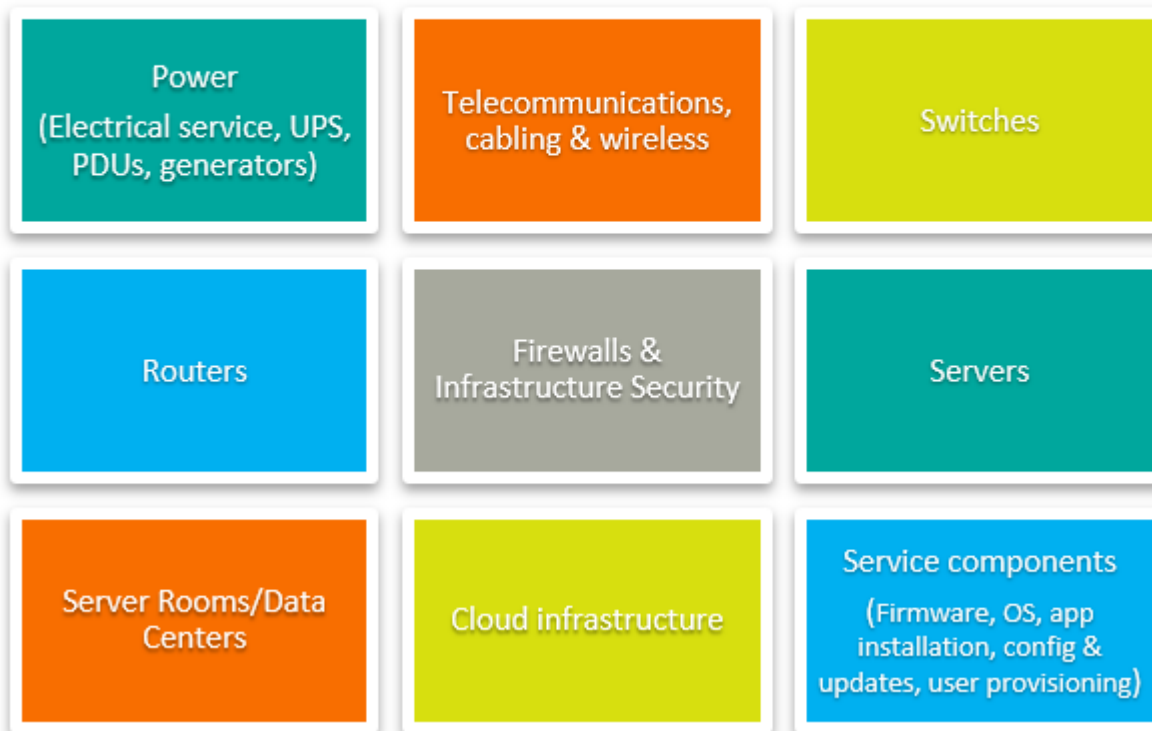 Power
(Electrical service, UPS,
PDUs, generators)
Telecommunications,
cabling & wireless
Switches
Routers
Firewalls &
Infrastructure Security
Servers
Server Rooms/Data
Centers
Cloud infrastructure
Service components
(Firmware, OS, app
installation, config &
updates, user provisioning)